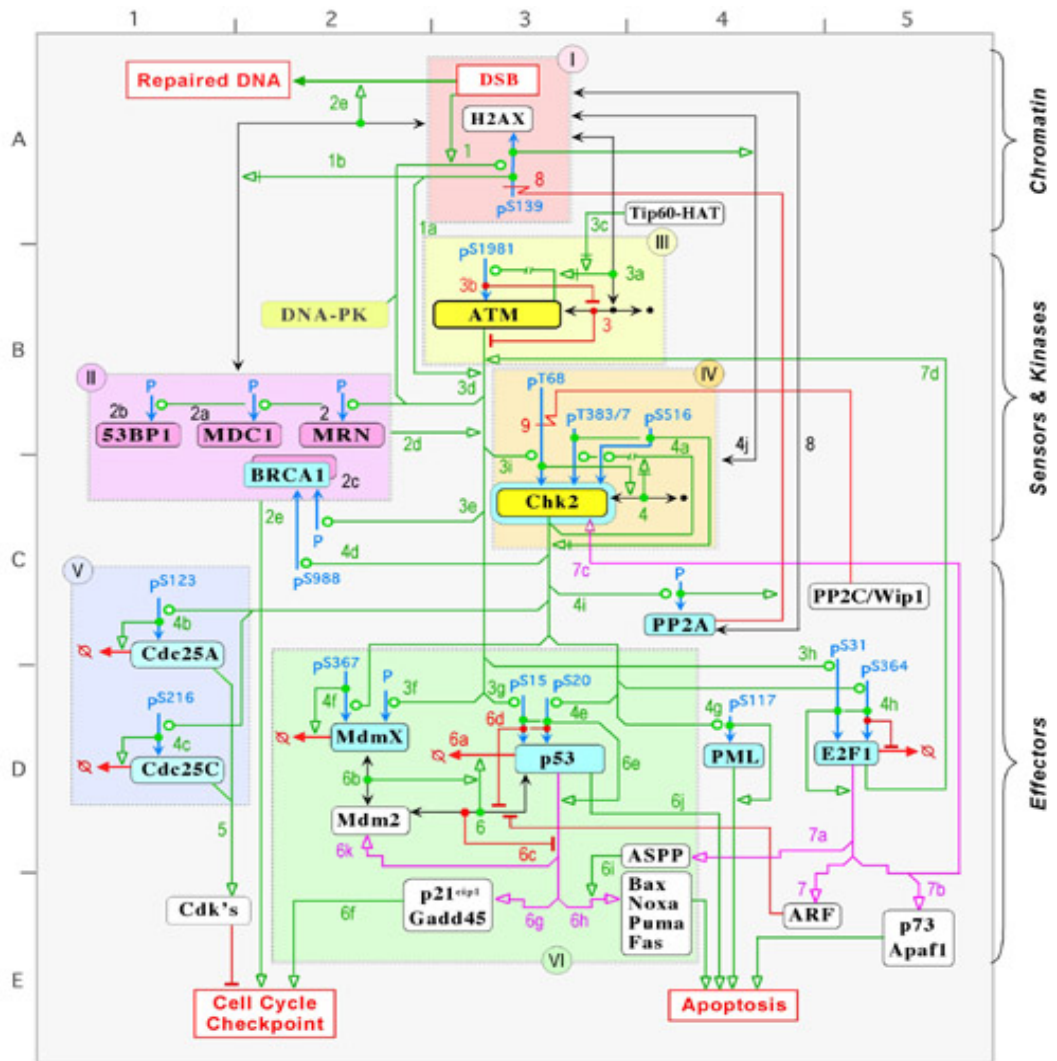 1 2 3 4 5
A
B
C
D
E
Chromatin
Sensors & Kinases
Effectors
I
Repaired DNA
DSB
2e
H2AX
1
1b
8
pS139
Tip60-HAT
1a
3c
III
pS1981
3a
3b
DNA-PK
ATM
3
7d
II
IV
3d
P P P
pT68
2b 2a 2
9
pT383/7
pS516
53BP1
MDC1
MRN
2d
4j
8
3i
4a
BRCA1
2c
Chk2
4
2e
3e
P
4d
pS988
7c
V
pS123
P
4i
PP2C/Wip1
4b
PP2A
Cdc25A
pS31
3h
pS364
pS367
P
3f
3g
pS15
pS20
pS216
4f
4e
4g
pS117
4h
6d
4c
MdmX
6a
p53
PML
E2F1
Cdc25C
6b
6e
Mdm2
6
6j
5
6c
6k
7a
ASPP
6i
p21cip1
Gadd45
Bax
Noxa
Puma
Fas
7
7b
Cdk's
6f
6g
6h
ARF
p73
Apaf1
VI
Cell Cycle
Checkpoint
Apoptosis